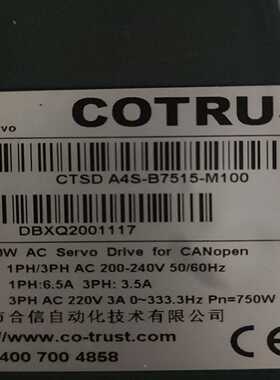 COTRUS
vo
CTSD A4S-B7515-M100
DBXQ2001117
0W AC Servo Drive for CANopen
1PH/3PH AC 200-240V 50/60Hz
1PH:6.5A 3PH: 3.5A
3PH AC 220V 3A 0~333.3Hz Pn=750W
市合信自动化技术有限公司
//www.co-trust.com
400 700 4858
CE